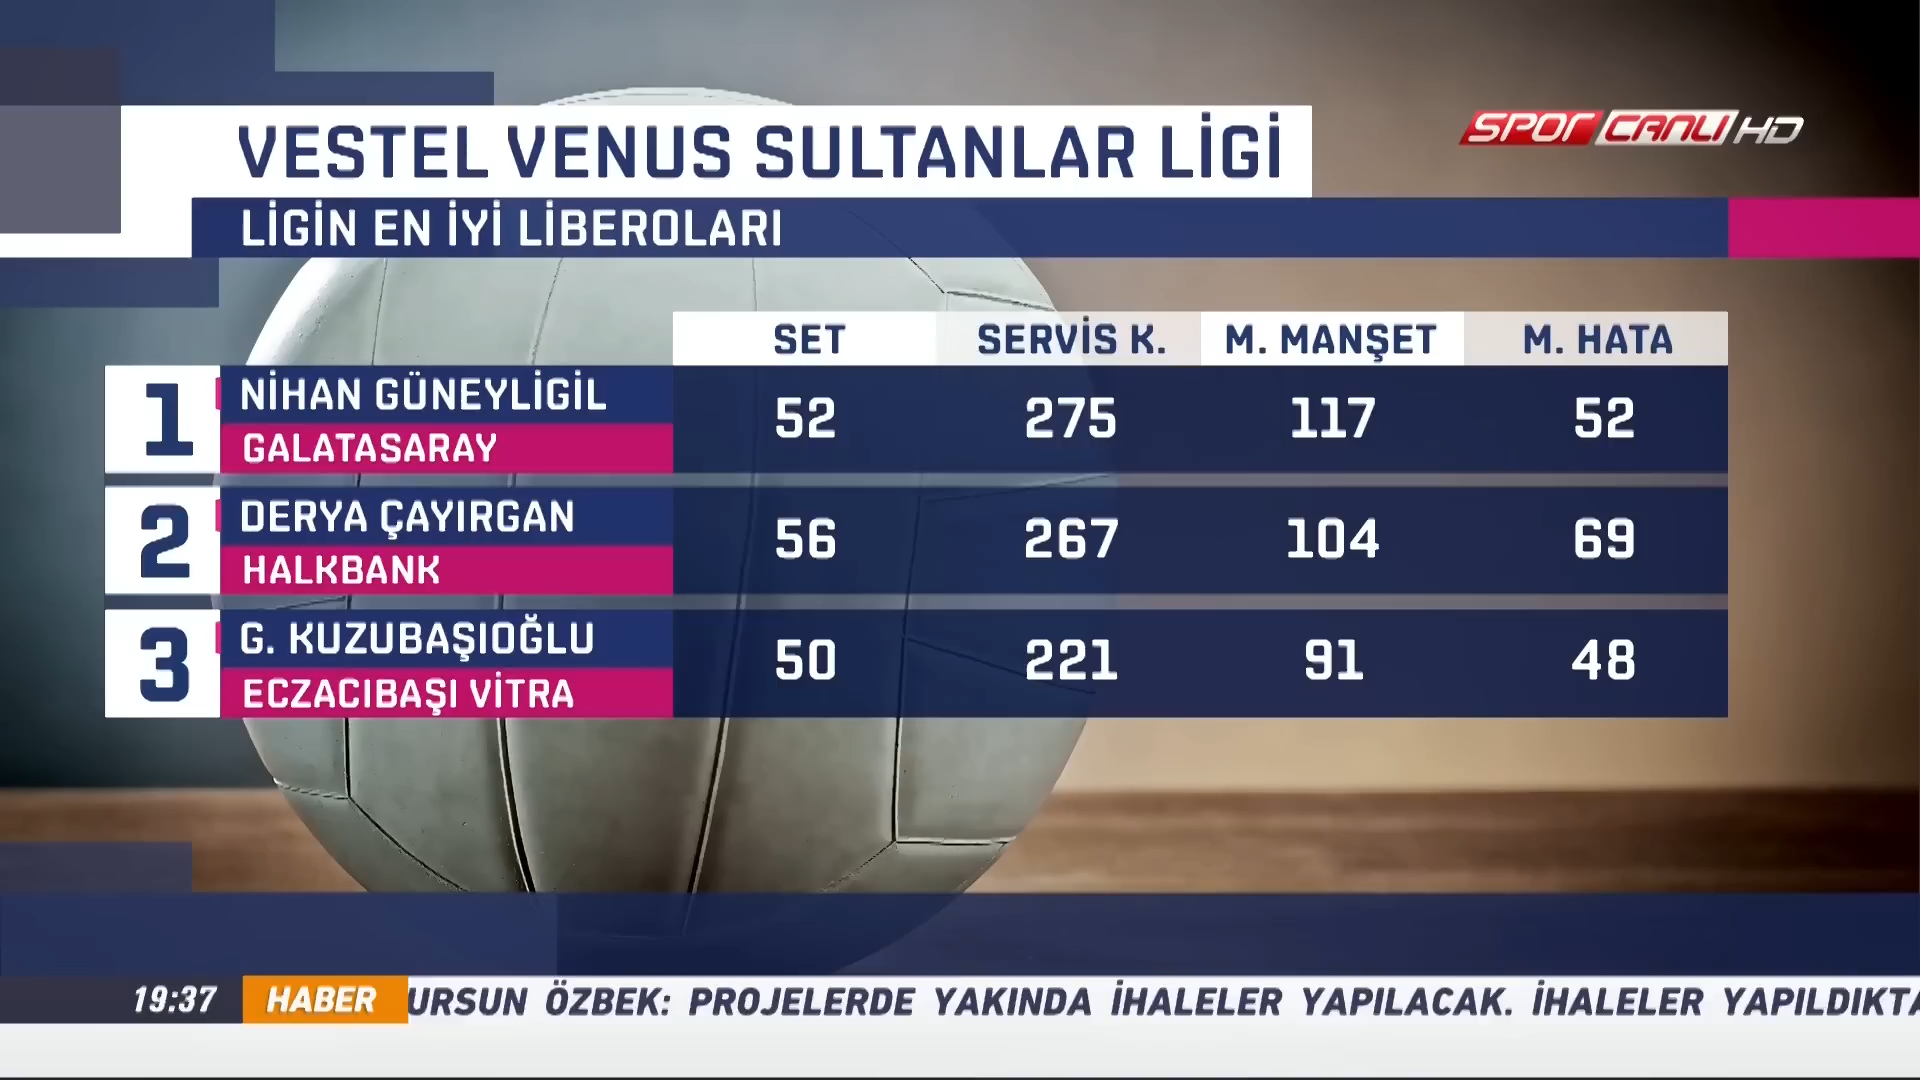 VESTEL VENUS SULTANLAR LİGİ
SPOR CANLI HD
LİGİN EN İYİ LİBEROLARI
SET SERVİS K. M. MANŞET M. HATA
1 NİHAN GÜNEYLİGİL 52 275 117 52
GALATASARAY
2 DERYA ÇAYIRGAN 56 267 104 69
HALKBANK
3 G. KUZUBAŞIOĞLU 50 221 91 48
ECZACIBAŞI VİTRA
19:37 HABER URSUN ÖZBEK: PROJELERDE YAKINDA İHALELER YAPILACAK. İHALELER YAPILDIKTA